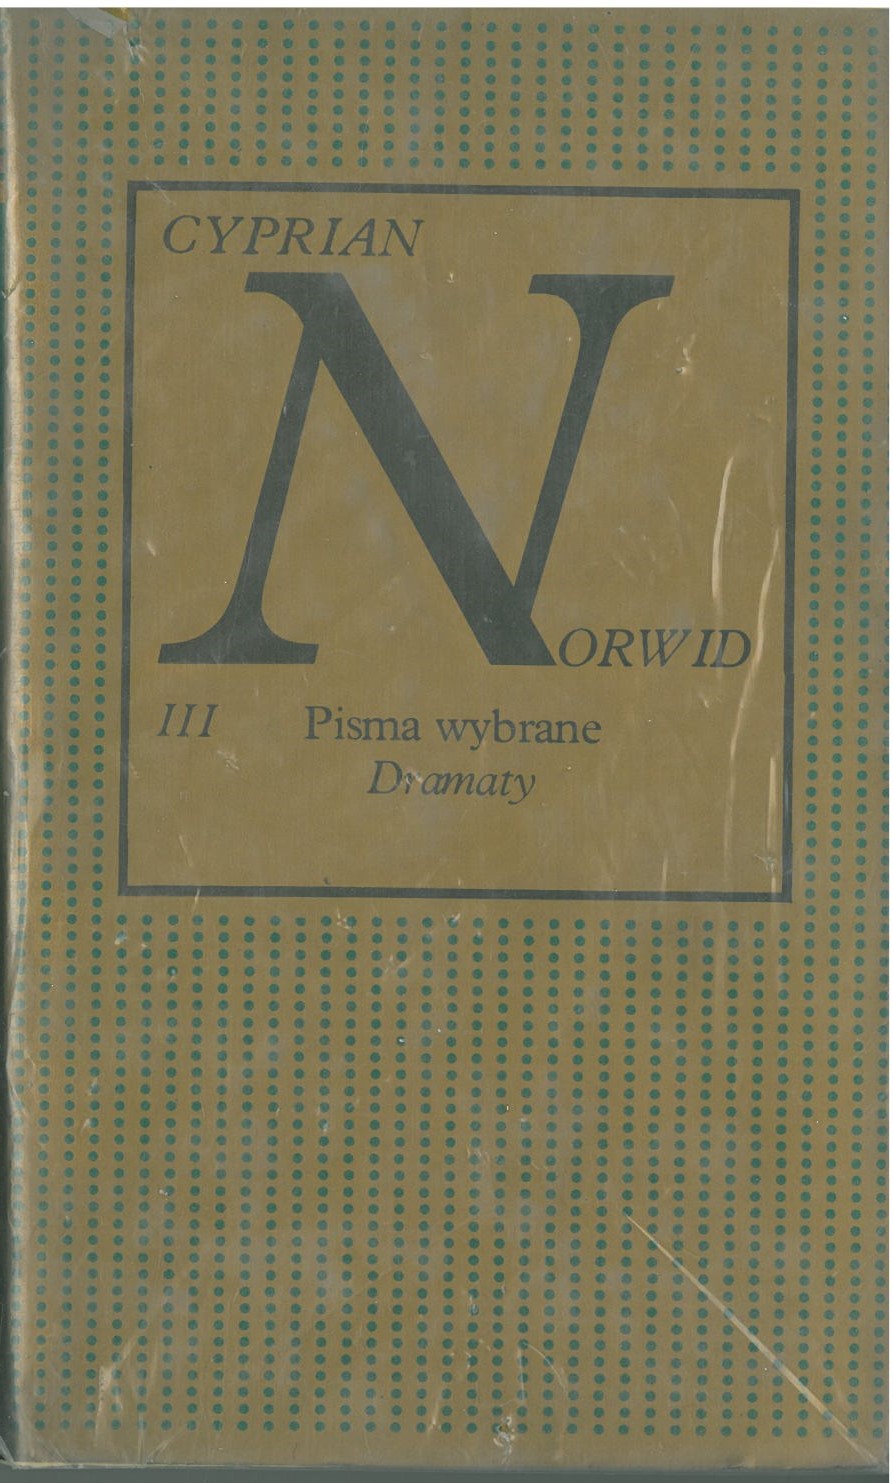 CYPRIAN
NORWID
III Pisma wybrane
Dramaty